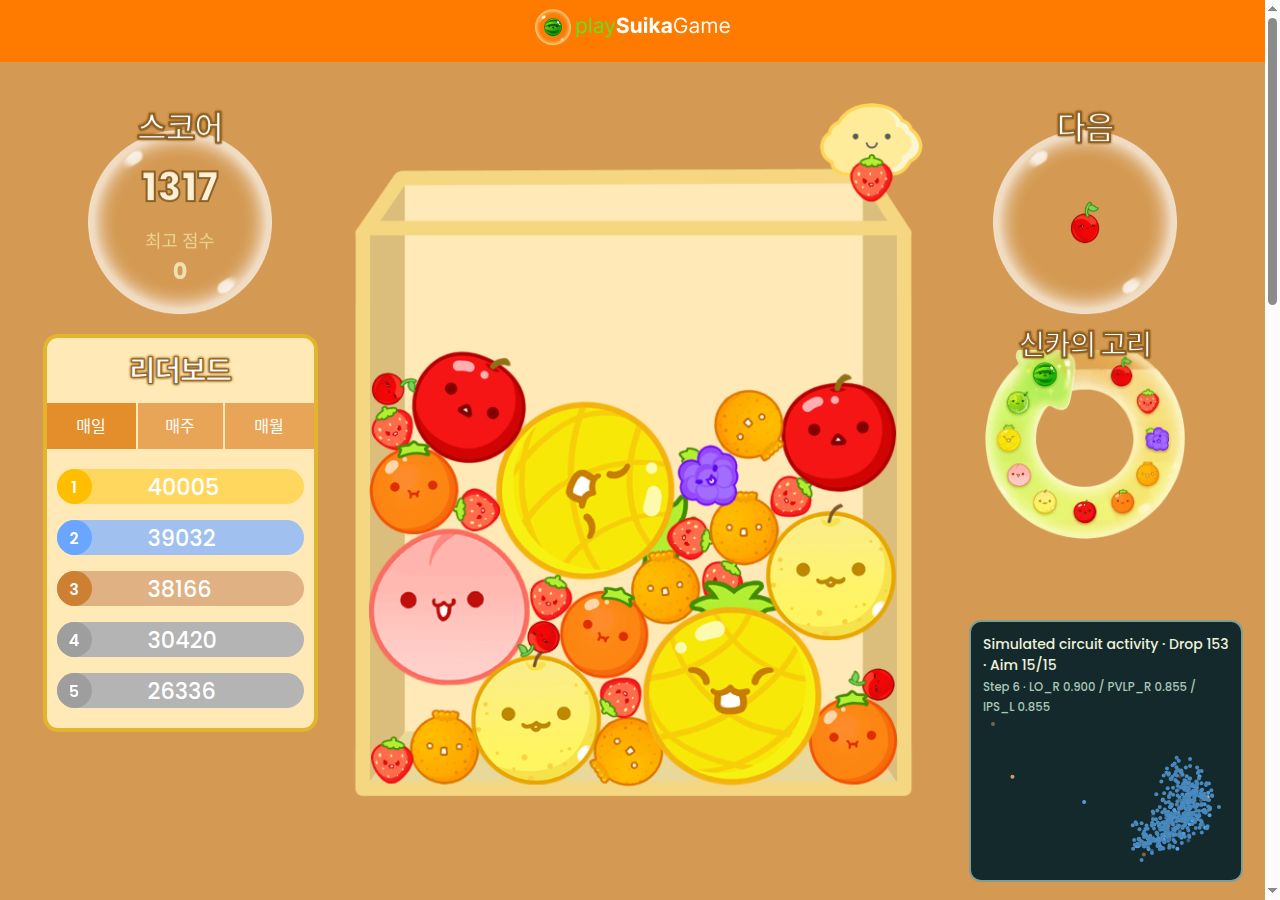 playSuikaGame
스코어
1317
최고 점수
0
다음
리더보드
매일 매주 매월
1 40005
2 39032
3 38166
4 30420
5 26336
신카의 고리
Simulated circuit activity · Drop 153
· Aim 15/15
Step 6 · LO_R 0.900 / PVLP_R 0.855 /
IPS_L 0.855